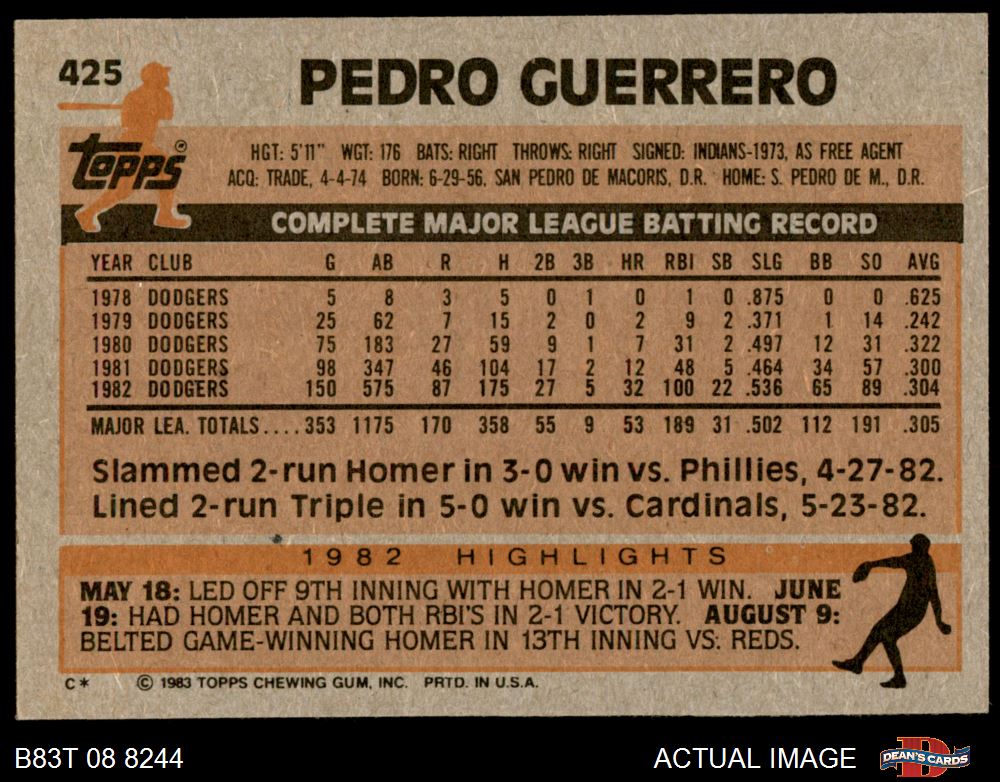 425
PEDRO GUERRERO
topps
HGT: 5'11" WGT: 176 BATS: RIGHT THROWS: RIGHT SIGNED: INDIANS-1973, AS FREE AGENT
ACQ: TRADE, 4-4-74 BORN: 6-29-56, SAN PEDRO DE MACORIS, D.R. HOME: S. PEDRO DE M., D.R.
COMPLETE MAJOR LEAGUE BATTING RECORD
YEAR CLUB G AB R H 2B 3B HR RBI SB SLG BB SO AVG
1978 DODGERS 5 8 3 5 0 1 0 1 0 .875 0 0 .625
1979 DODGERS 25 62 7 15 2 0 2 9 2 .371 1 14 .242
1980 DODGERS 75 183 27 59 9 1 7 31 2 .497 12 31 .322
1981 DODGERS 98 347 46 104 17 2 12 48 5 .464 34 57 .300
1982 DODGERS 150 575 87 175 27 5 32 100 22 .536 65 89 .304
MAJOR LEA. TOTALS....353 1175 170 358 55 9 53 189 31 .502 112 191 .305
Slammed 2-run Homer in 3-0 win vs. Phillies, 4-27-82.
Lined 2-run Triple in 5-0 win vs. Cardinals, 5-23-82.
1982 HIGHLIGHTS
MAY 18: LED OFF 9TH INNING WITH HOMER IN 2-1 WIN. JUNE
19: HAD HOMER AND BOTH RBI'S IN 2-1 VICTORY. AUGUST 9:
BELTED GAME-WINNING HOMER IN 13TH INNING VS. REDS.
C* © 1983 TOPPS CHEWING GUM, INC. PRTD. IN U.S.A.
B83T 08 8244 ACTUAL IMAGE DEAN'S CARDS